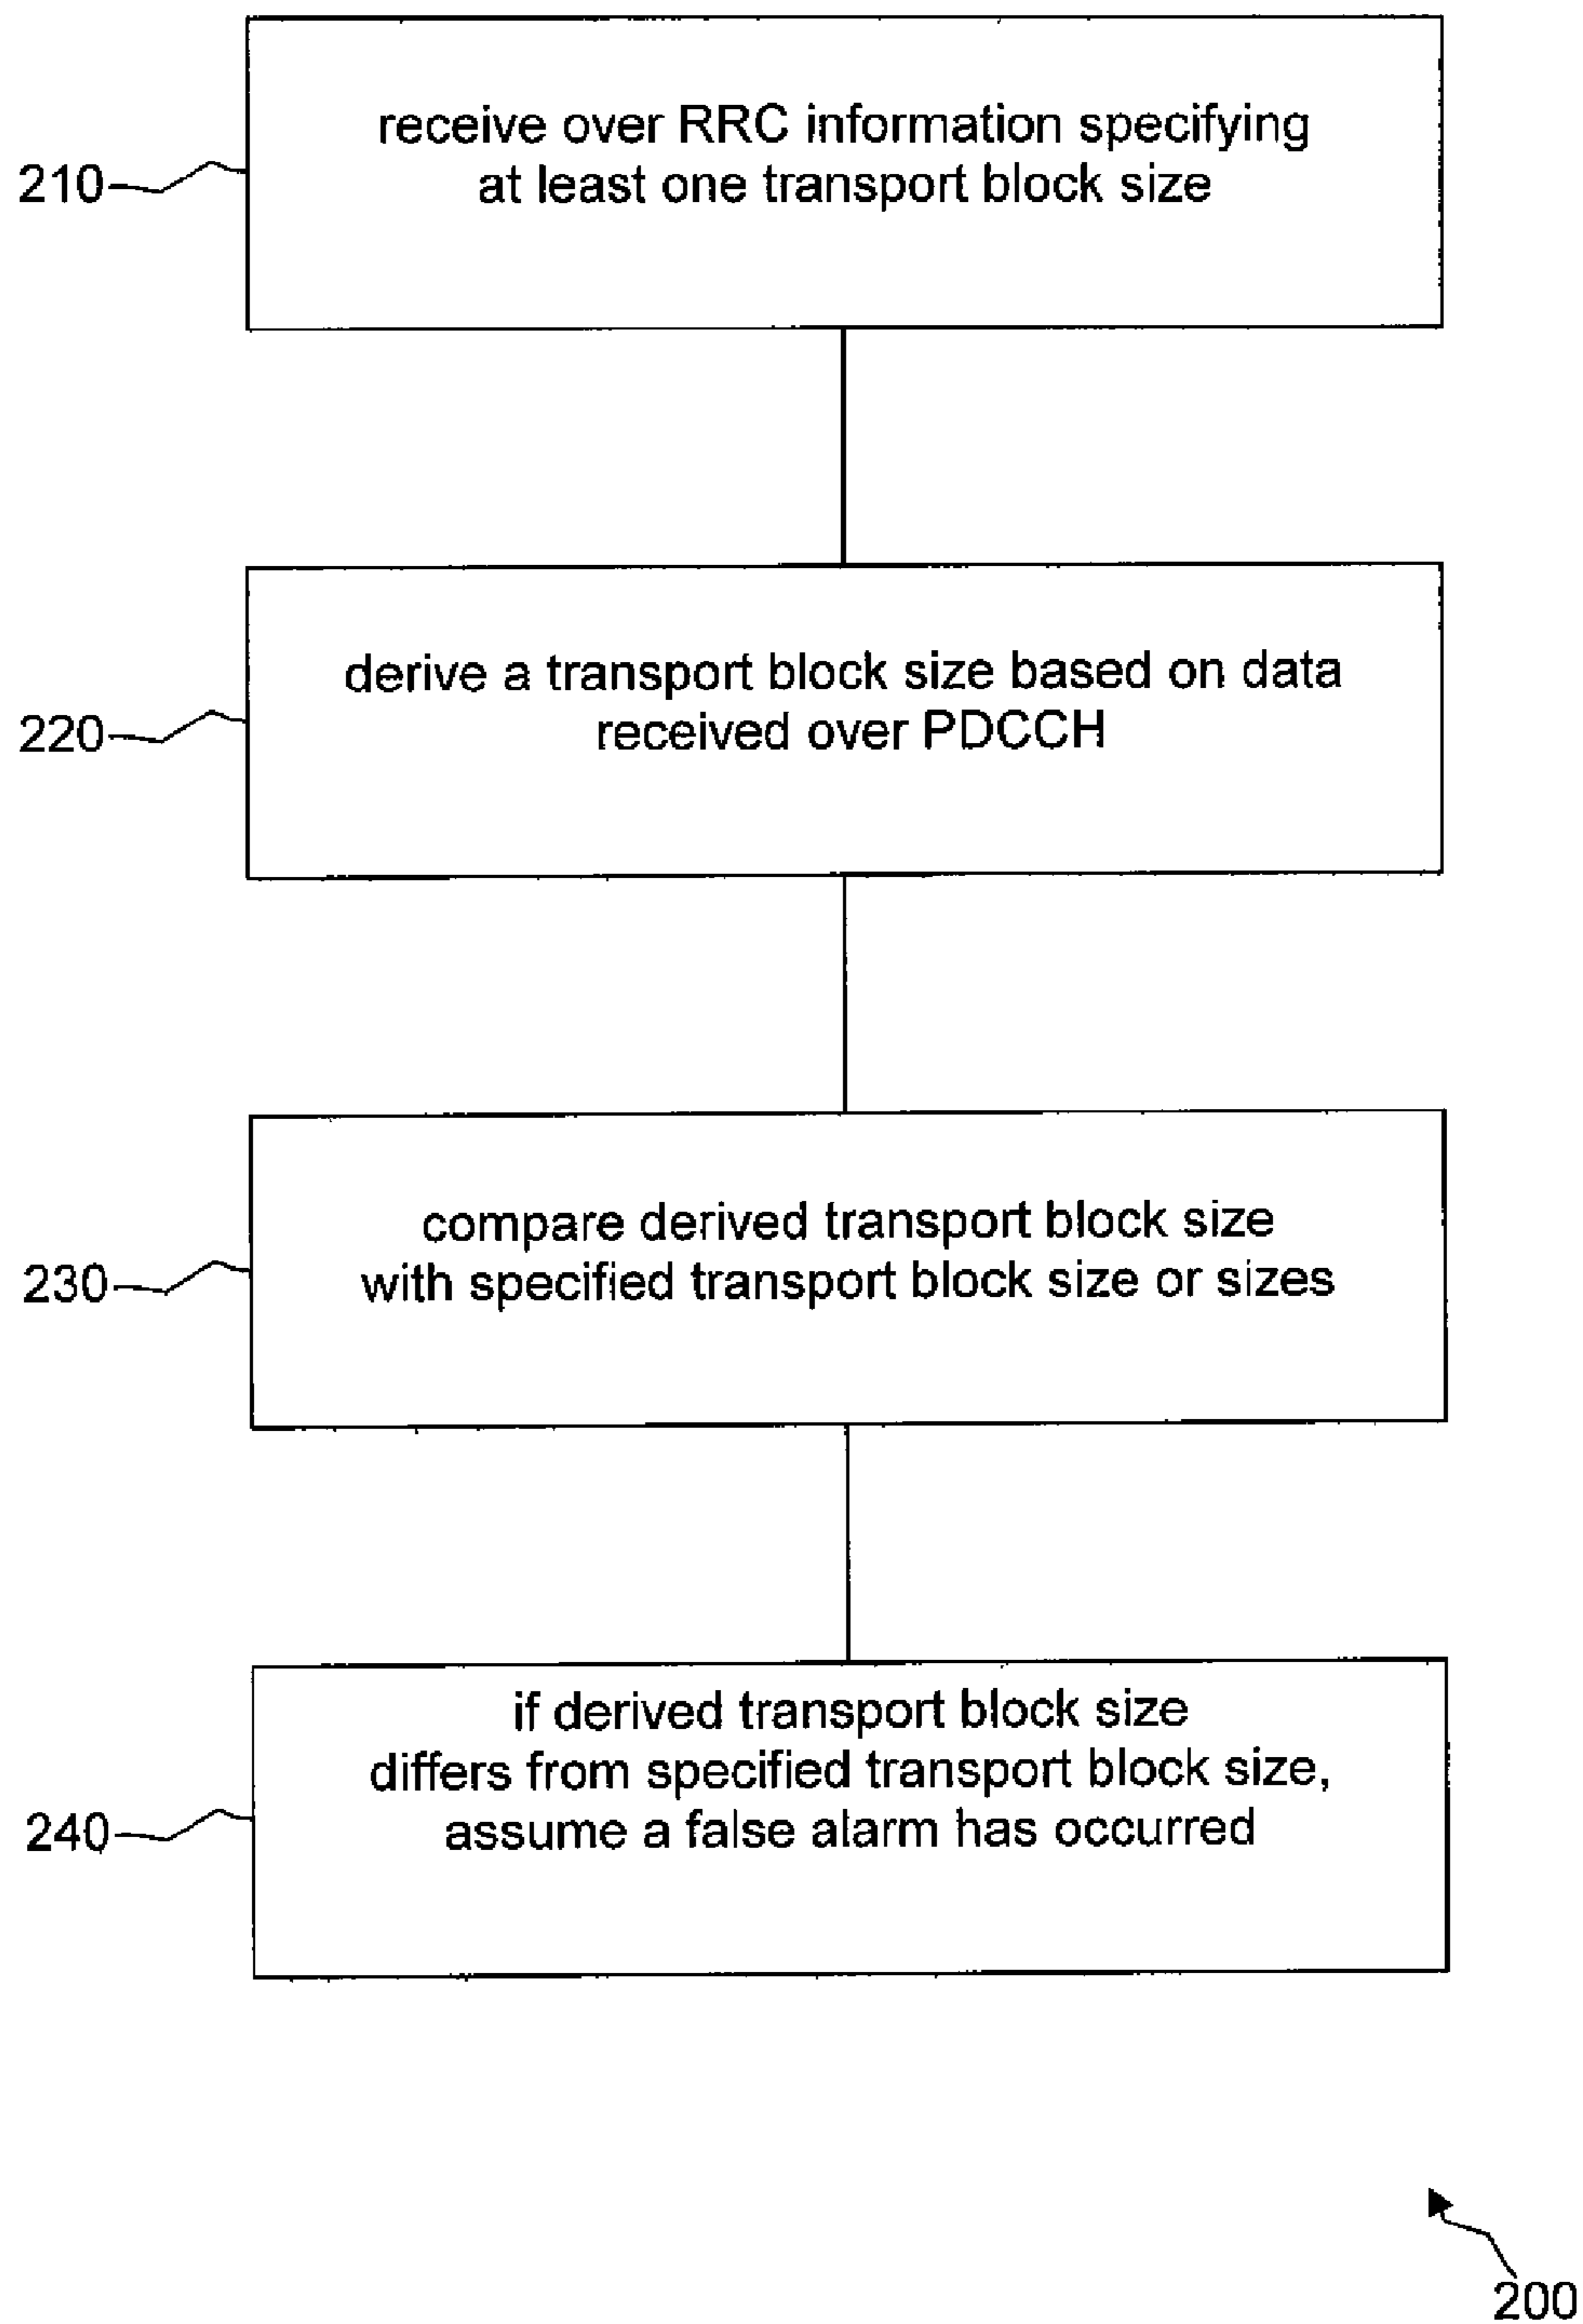 receive over RRC information specifying
at least one transport block size
210
derive a transport block size based on data
received over PDCCH
220
compare derived transport block size
with specified transport block size or sizes
230
if derived transport block size
differs from specified transport block size,
assume a false alarm has occurred
240
200